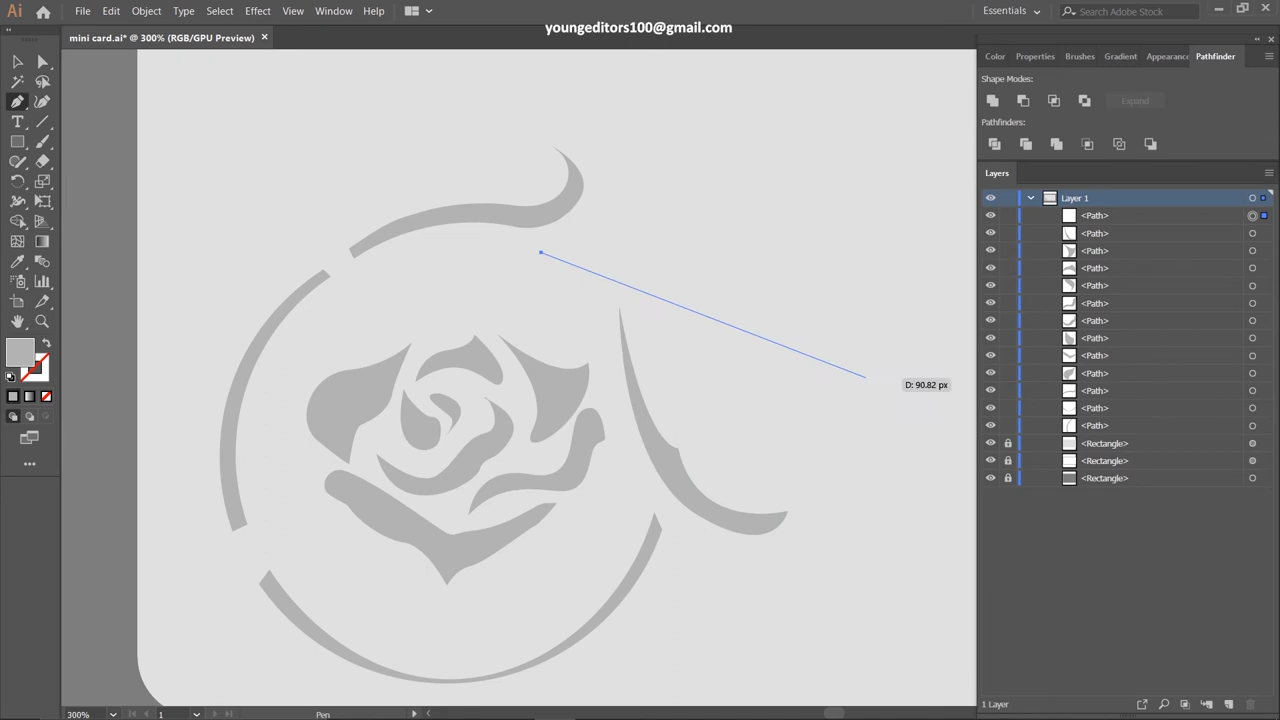 Ai File Edit Object Type Select Effect View Window Help Essentials Search Adobe Stock
youngeditors100@gmail.com
mini card.ai* @ 300% (RGB/GPU Preview)
Color Properties Brushes Gradient Appearance Pathfinder
Shape Modes:
Expand
Pathfinders:
Layers
Layer 1
<Path>
<Path>
<Path>
<Path>
<Path>
<Path>
<Path>
<Path>
<Path>
<Path>
<Path>
<Path>
<Path>
<Rectangle>
<Rectangle>
<Rectangle>
D: 90.82 px
1 Layer
300% 1 Pen